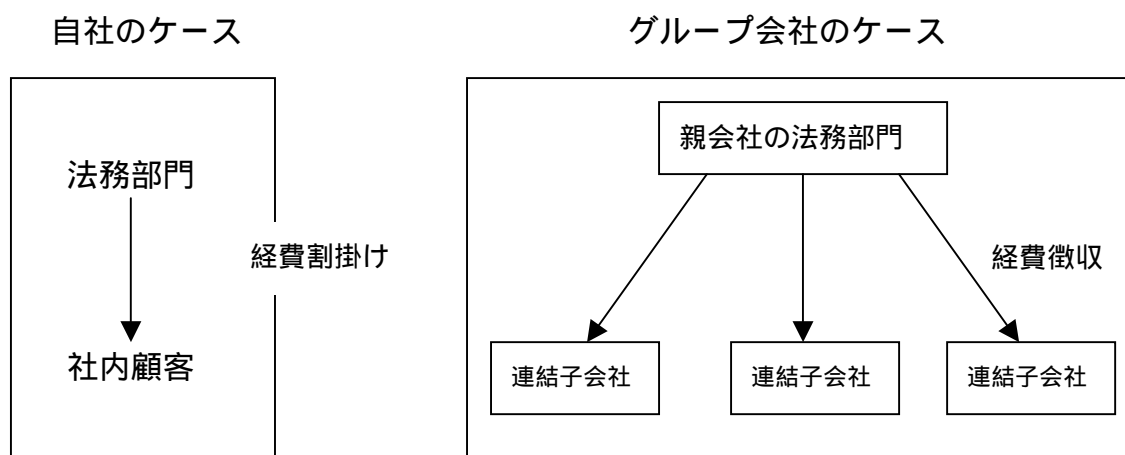 自社のケース
グループ会社のケース
法務部門
経費割掛け
社内顧客
親会社の法務部門
経費徴収
連結子会社
連結子会社
連結子会社